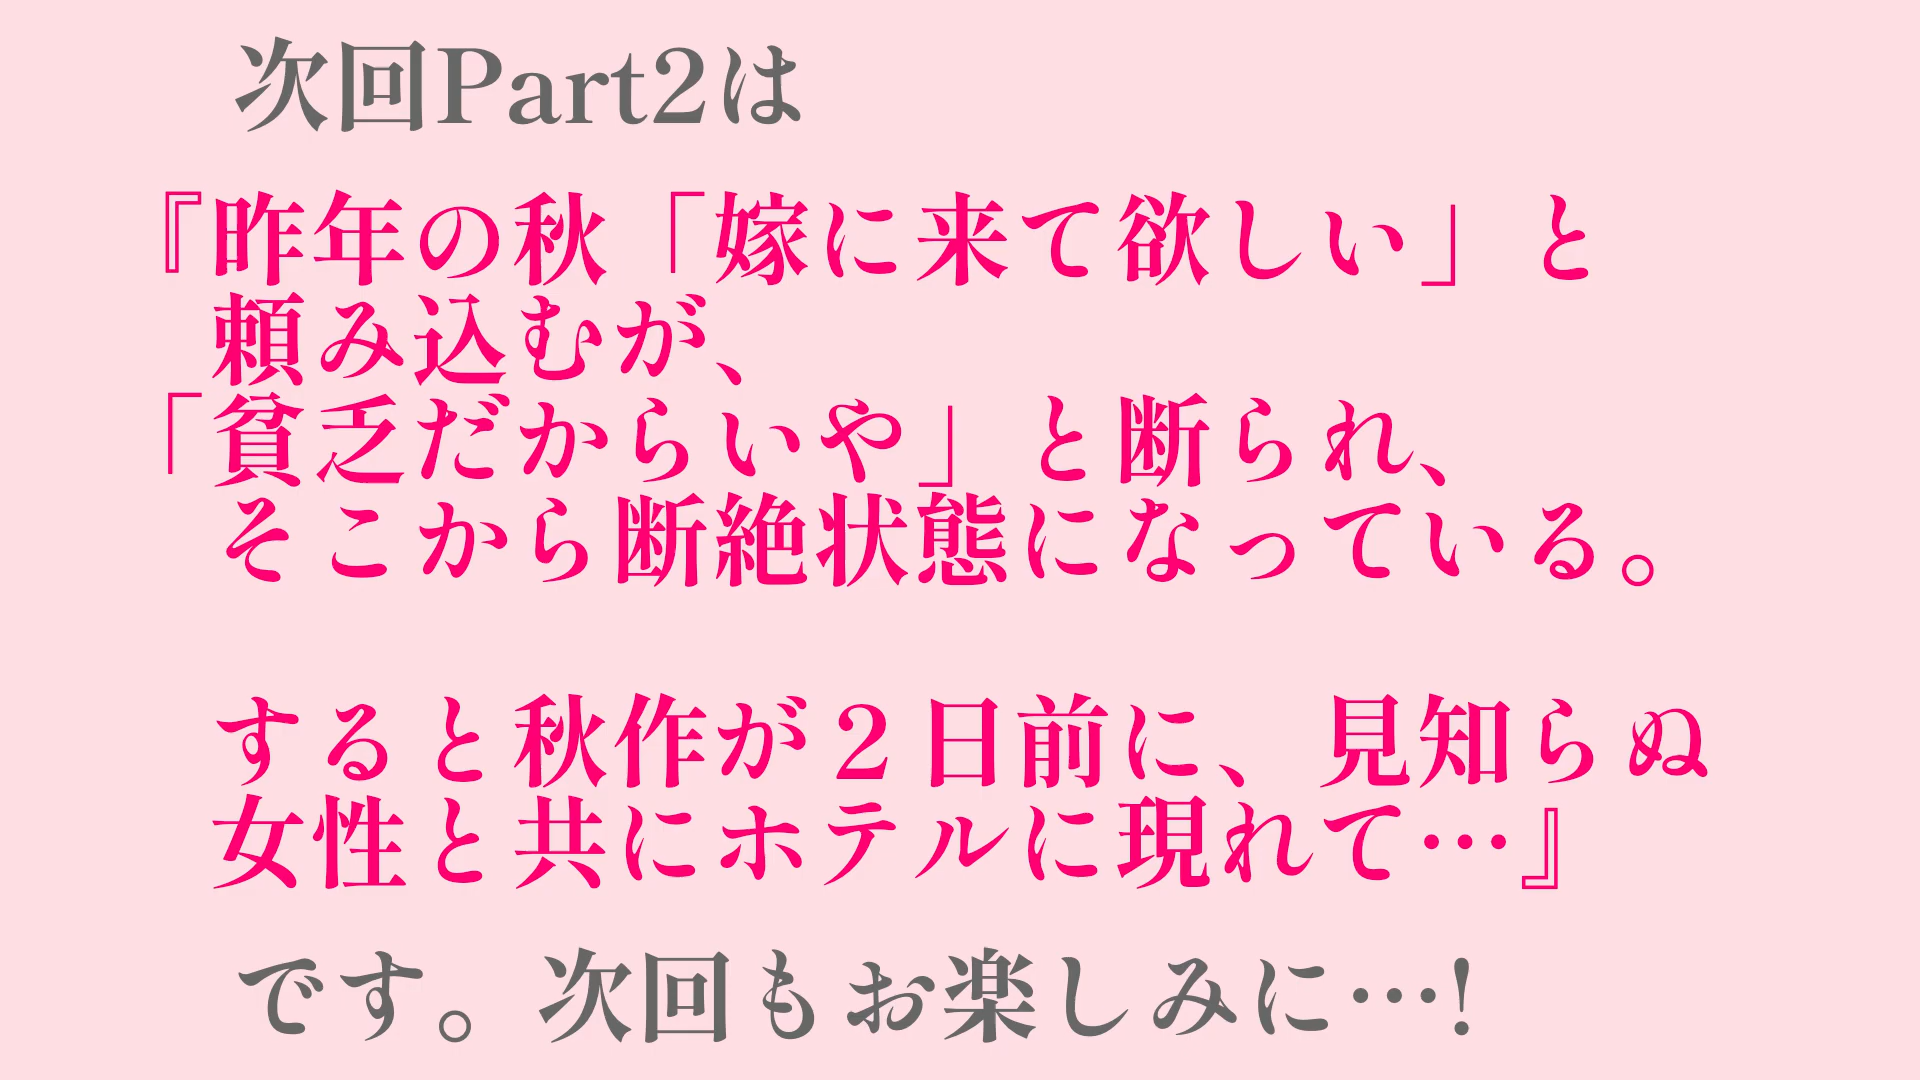 次回Part2は
『昨年の秋「嫁に来て欲しい」と
頼み込むが、
「貧乏だからいや」と断られ、
そこから断絶状態になっている。
すると秋作が２日前に、見知らぬ
女性と共にホテルに現れて…』
です。次回もお楽しみに…!